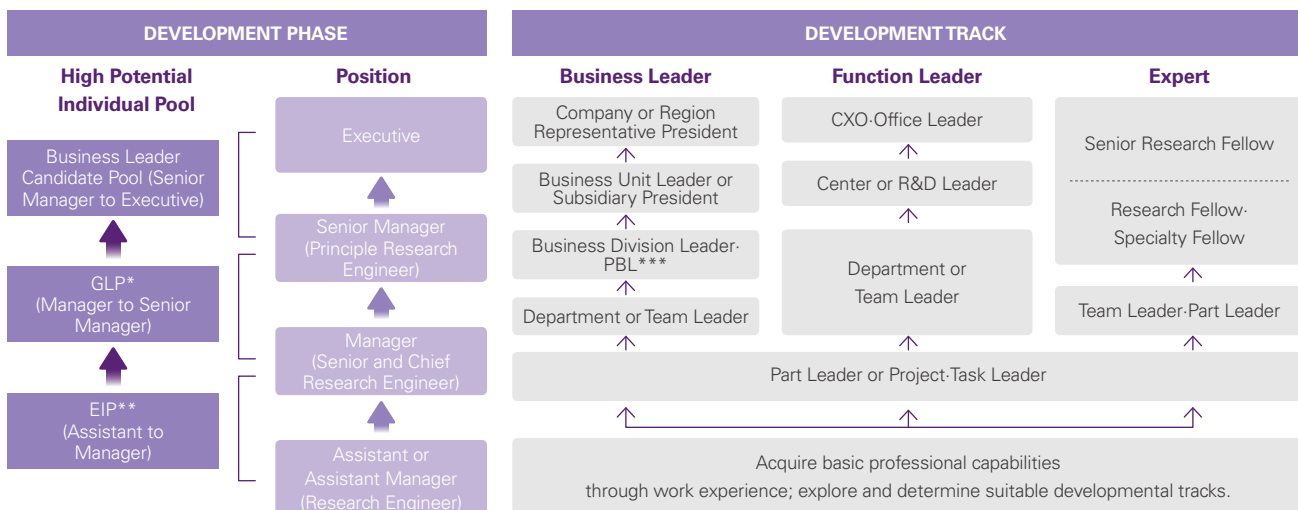 DEVELOPMENT PHASE
High Potential
Individual Pool
Business Leader
Candidate Pool (Senior
Manager to Executive)
GLP*
(Manager to Senior
Manager)
EIP**
(Assistant to
Manager)
Position
Executive
Senior Manager
(Principle Research
Engineer)
Manager
(Senior and Chief
Research Engineer)
Assistant or
Assistant Manager
(Research Engineer)
DEVELOPMENT TRACK
Business Leader
Company or Region
Representative President
Business Unit Leader or
Subsidiary President
Business Division Leader·
PBL***
Department or Team Leader
Function Leader
CXO·Office Leader
Center or R&D Leader
Department or
Team Leader
Expert
Senior Research Fellow
Research Fellow·
Specialty Fellow
Team Leader·Part Leader
Part Leader or Project·Task Leader
Acquire basic professional capabilities
through work experience; explore and determine suitable developmental tracks.